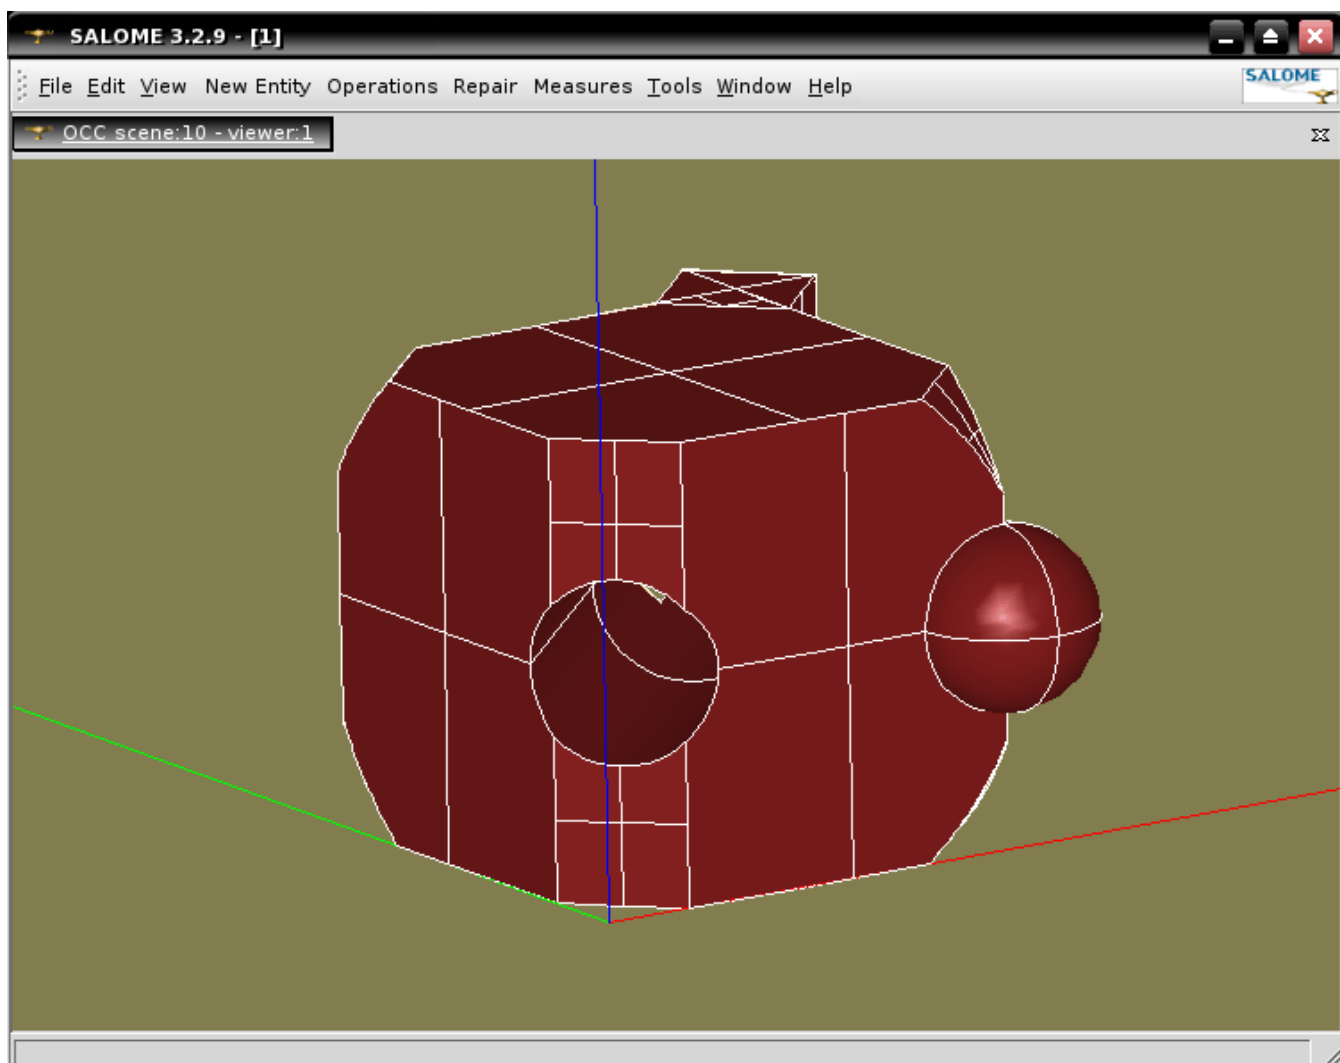 SALOME 3.2.9 - [1]
File Edit View New Entity Operations Repair Measures Tools Window Help
SALOME
OCC scene:10 - viewer:1